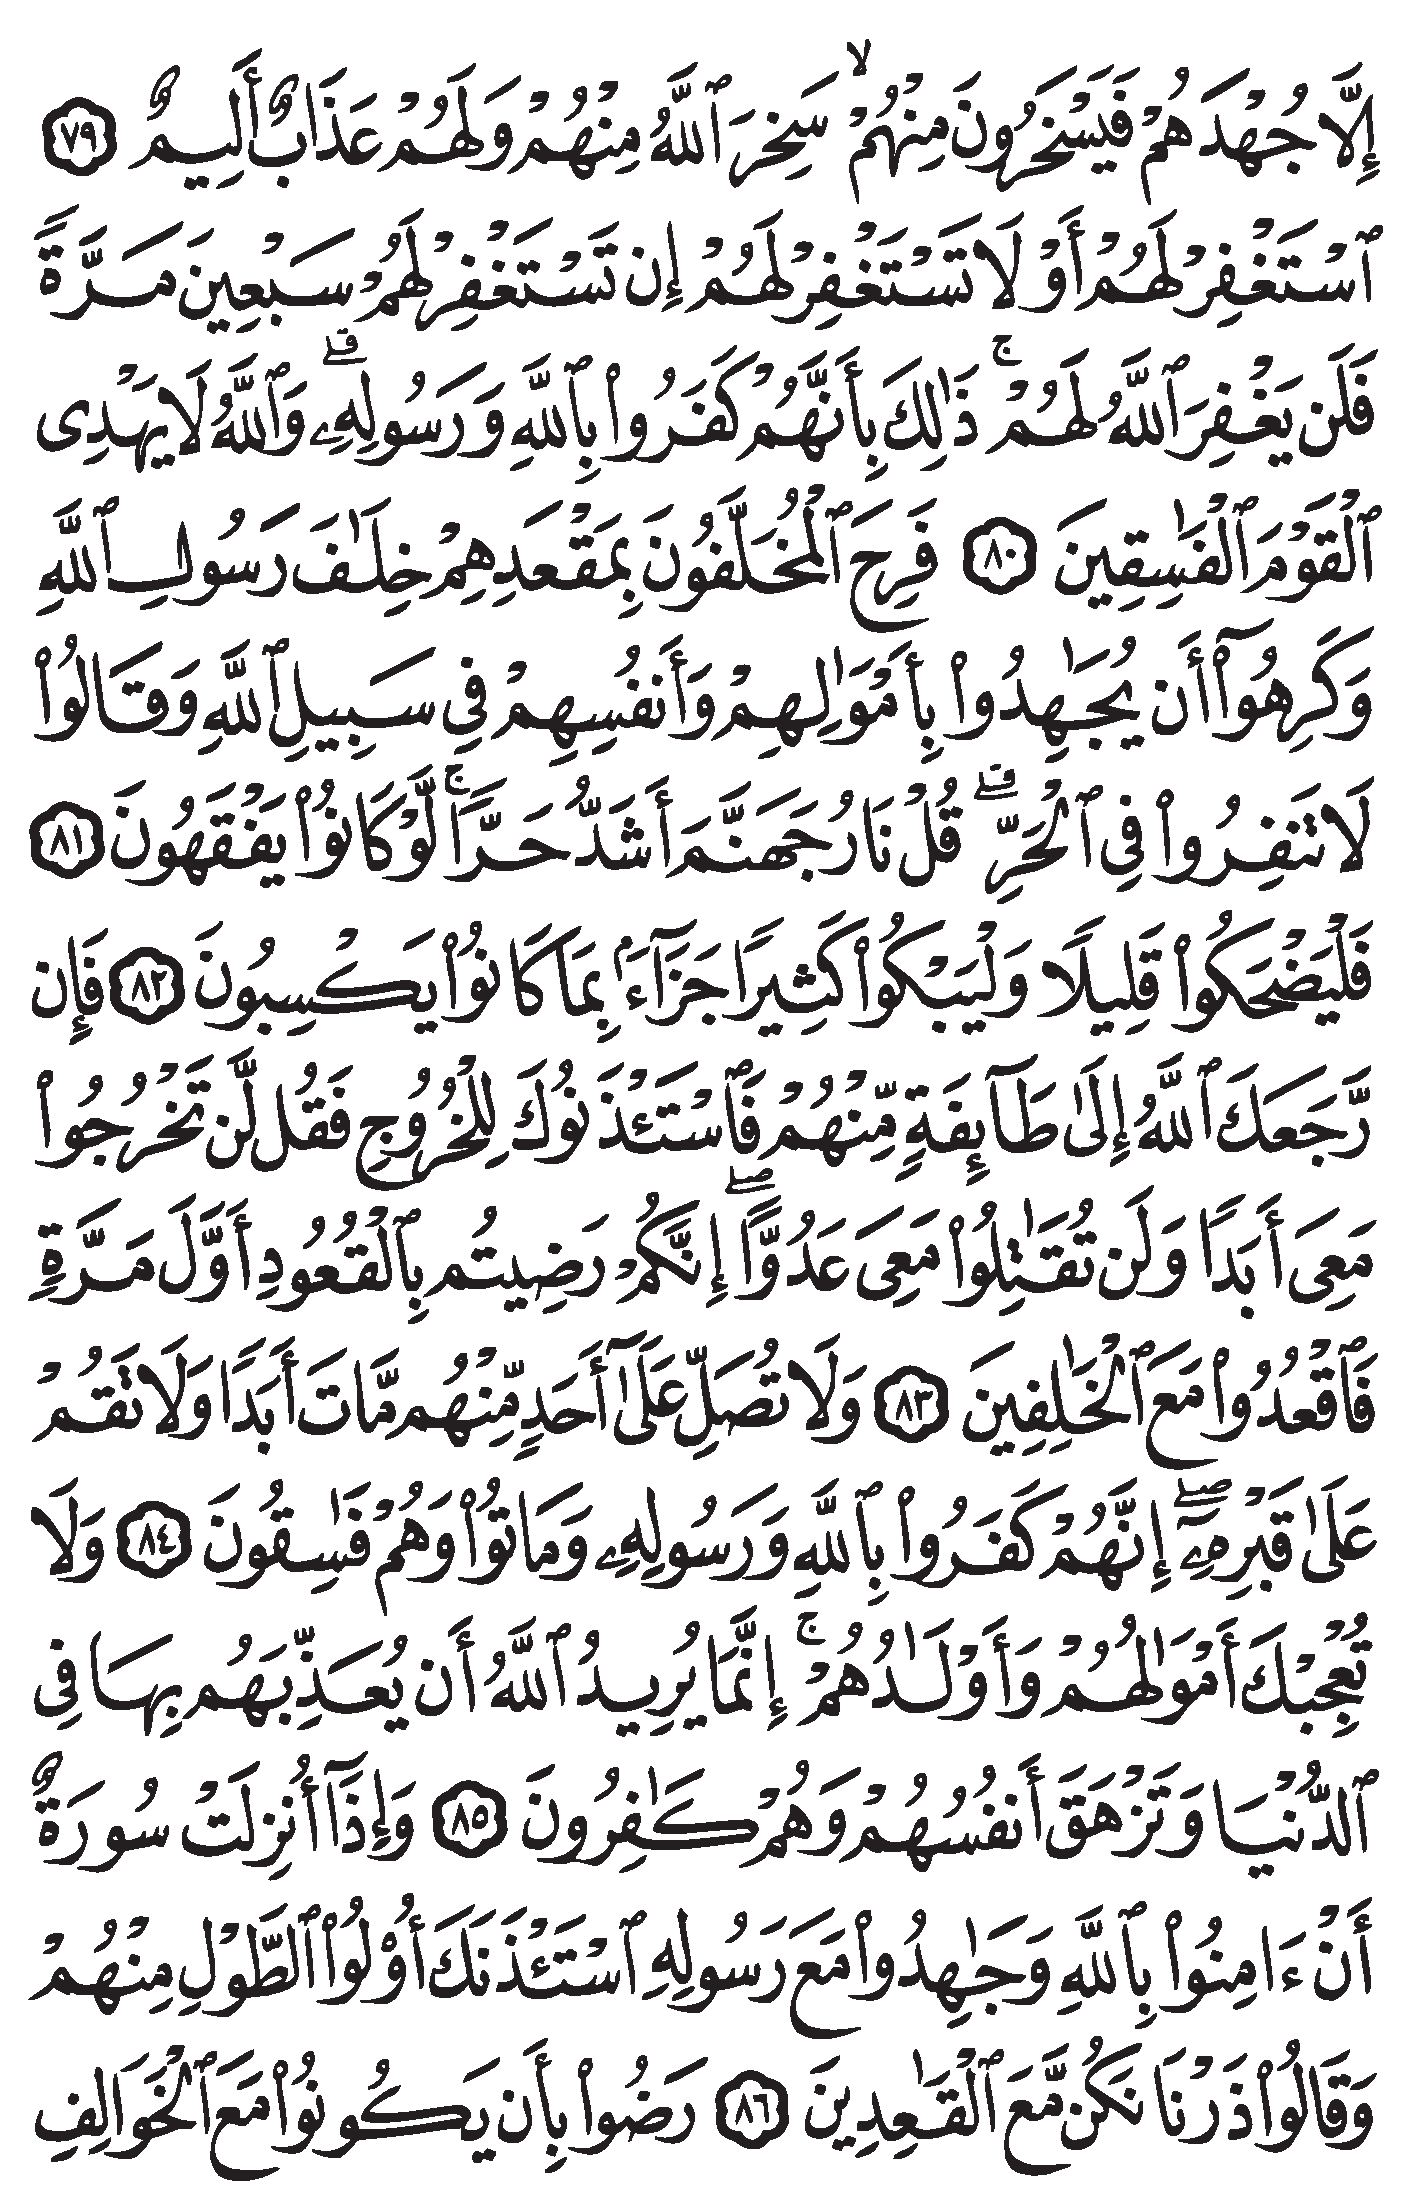 إِلَّا جُهْدَهُمْ فَيَسْخَرُونَ مِنْهُمْ ۙ سَخِرَ ٱللَّهُ مِنْهُمْ وَلَهُمْ عَذَابٌ أَلِيمٌ ٧٩
ٱسْتَغْفِرْ لَهُمْ أَوْ لَا تَسْتَغْفِرْ لَهُمْ إِن تَسْتَغْفِرْ لَهُمْ سَبْعِينَ مَرَّةً
فَلَن يَغْفِرَ ٱللَّهُ لَهُمْ ۚ ذَٰلِكَ بِأَنَّهُمْ كَفَرُوا۟ بِٱللَّهِ وَرَسُولِهِۦ ۗ وَٱللَّهُ لَا يَهْدِى
ٱلْقَوْمَ ٱلْفَٰسِقِينَ ٨٠ فَرِحَ ٱلْمُخَلَّفُونَ بِمَقْعَدِهِمْ خِلَٰفَ رَسُولِ ٱللَّهِ
وَكَرِهُوٓا۟ أَن يُجَٰهِدُوا۟ بِأَمْوَٰلِهِمْ وَأَنفُسِهِمْ فِى سَبِيلِ ٱللَّهِ وَقَالُوا۟
لَا تَنفِرُوا۟ فِى ٱلْحَرِّ ۗ قُلْ نَارُ جَهَنَّمَ أَشَدُّ حَرًّا ۚ لَّوْ كَانُوا۟ يَفْقَهُونَ ٨١
فَلْيَضْحَكُوا۟ قَلِيلًا وَلْيَبْكُوا۟ كَثِيرًا جَزَآءًۢ بِمَا كَانُوا۟ يَكْسِبُونَ ٨٢ فَإِن
رَّجَعَكَ ٱللَّهُ إِلَىٰ طَآئِفَةٍ مِّنْهُمْ فَٱسْتَـْٔذَنُوكَ لِلْخُرُوجِ فَقُل لَّن تَخْرُجُوا۟
مَعِىَ أَبَدًا وَلَن تُقَٰتِلُوا۟ مَعِىَ عَدُوًّا ۖ إِنَّكُمْ رَضِيتُم بِٱلْقُعُودِ أَوَّلَ مَرَّةٍ
فَٱقْعُدُوا۟ مَعَ ٱلْخَٰلِفِينَ ٨٣ وَلَا تُصَلِّ عَلَىٰٓ أَحَدٍ مِّنْهُم مَّاتَ أَبَدًا وَلَا تَقُمْ
عَلَىٰ قَبْرِهِۦٓ ۖ إِنَّهُمْ كَفَرُوا۟ بِٱللَّهِ وَرَسُولِهِۦ وَمَاتُوا۟ وَهُمْ فَٰسِقُونَ ٨٤ وَلَا
تُعْجِبْكَ أَمْوَٰلُهُمْ وَأَوْلَٰدُهُمْ ۚ إِنَّمَا يُرِيدُ ٱللَّهُ أَن يُعَذِّبَهُم بِهَا فِى
ٱلدُّنْيَا وَتَزْهَقَ أَنفُسُهُمْ وَهُمْ كَٰفِرُونَ ٨٥ وَإِذَآ أُنزِلَتْ سُورَةٌ
أَنْ ءَامِنُوا۟ بِٱللَّهِ وَجَٰهِدُوا۟ مَعَ رَسُولِهِ ٱسْتَـْٔذَنَكَ أُو۟لُوا۟ ٱلطَّوْلِ مِنْهُمْ
وَقَالُوا۟ ذَرْنَا نَكُن مَّعَ ٱلْقَٰعِدِينَ ٨٦ رَضُوا۟ بِأَن يَكُونُوا۟ مَعَ ٱلْخَوَالِفِ